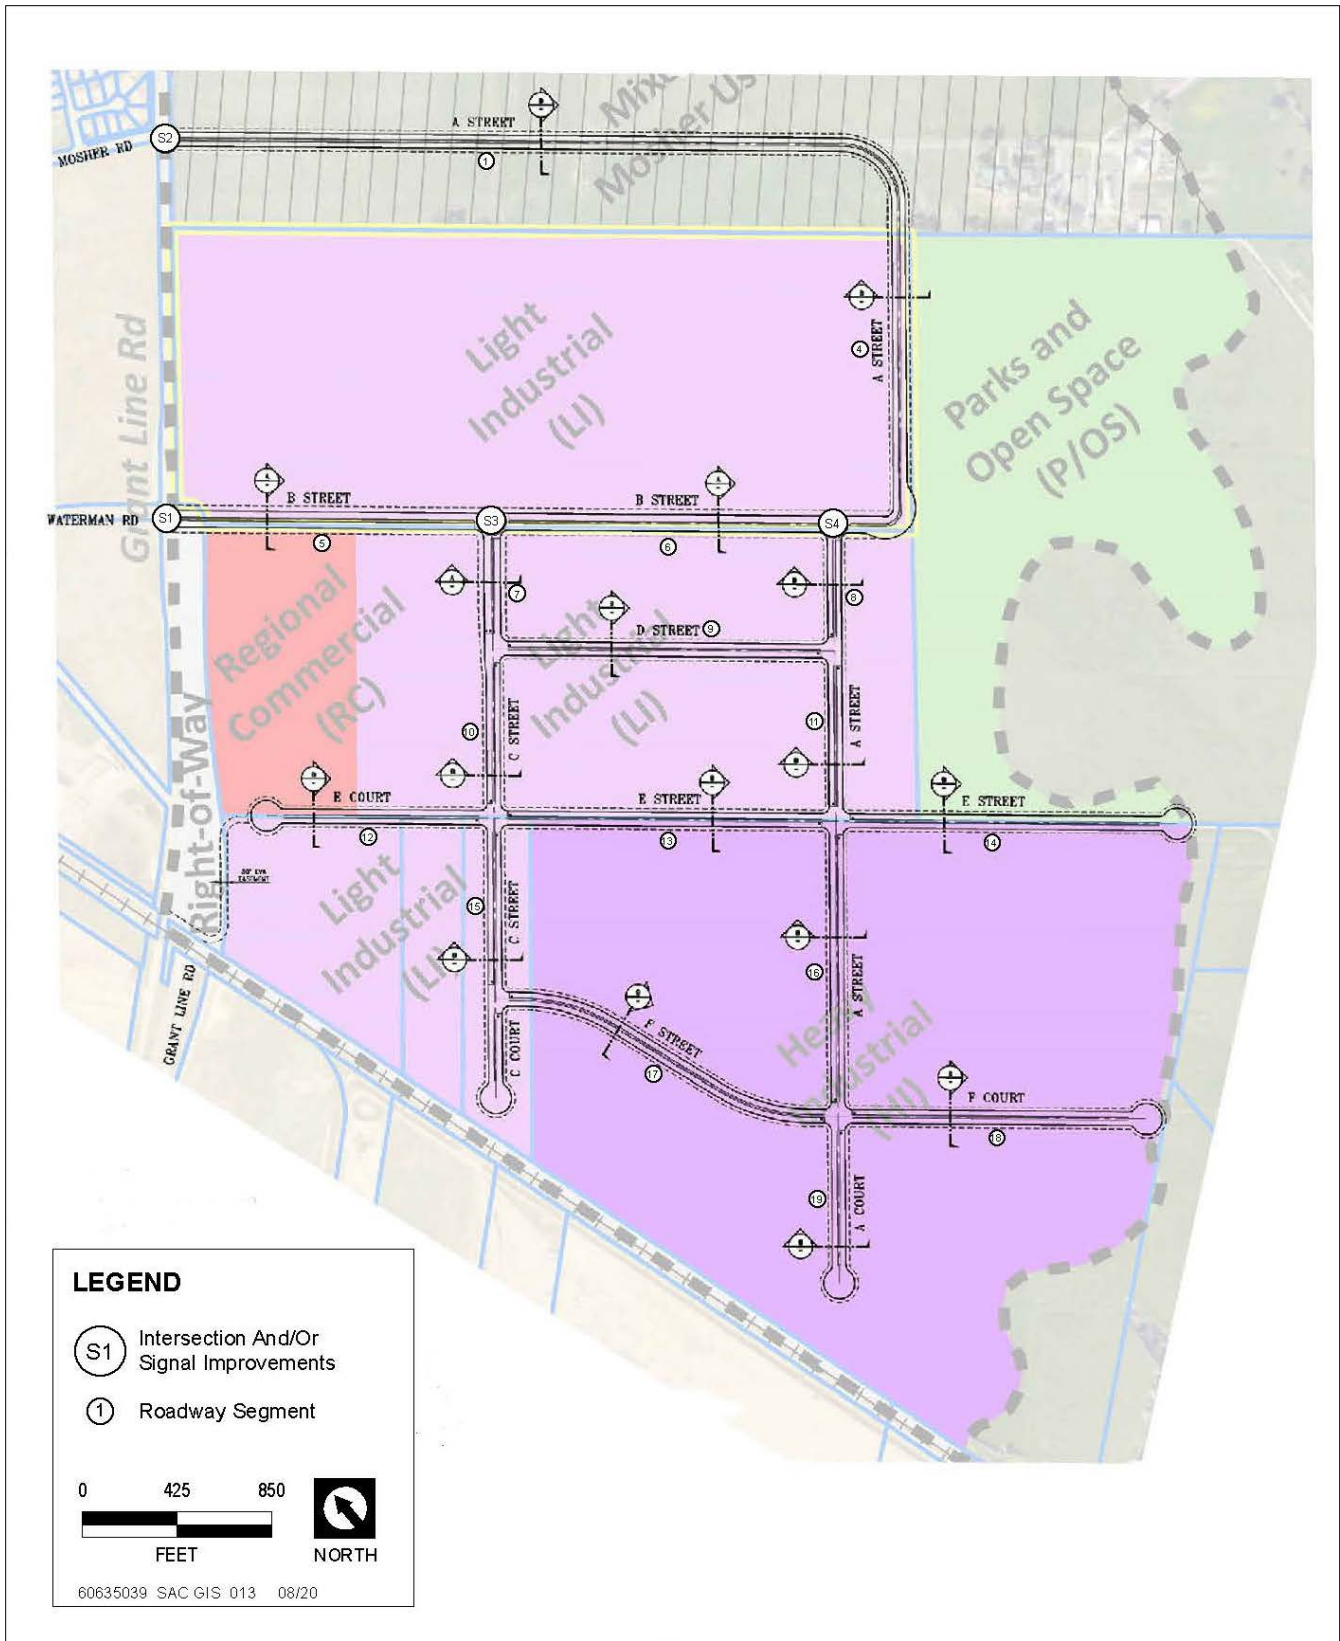 Mosher Us
A STREET
S2
MOSHER RD
1
Light
Industrial
(LI)
Grant Line Rd
4
A STREET
Parks and
Open Space
(P/OS)
WATERMAN RD
S1
B STREET
S3
B STREET
S4
5
6
7
8
Regional
Commercial
(RC)
Light
Industrial
(LI)
D STREET
9
Right-of-Way
10
C STREET
11
A STREET
E COURT
12
E STREET
13
E STREET
14
Light
Industrial
(LI)
15
C STREET
16
A STREET
GRANT LINE RD
C COURT
F STREET
17
Heavy
Industrial
(HI)
F COURT
18
19
A COURT
LEGEND
S1 Intersection And/Or
Signal Improvements
1 Roadway Segment
0 425 850
FEET
NORTH
60635039 SAC GIS 013 08/20